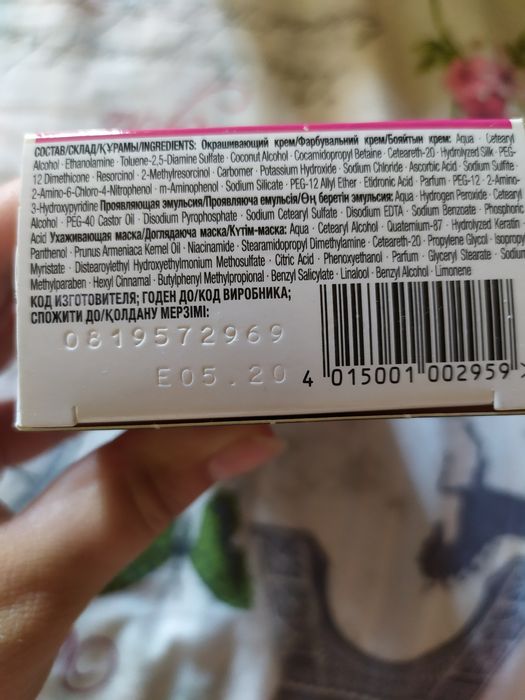 СОСТАВ/СКЛАД/ҚҰРАМЫ/INGREDIENTS: Окрашивающий крем/Фарбувальний крем/Бояйтын крем: Aqua · Cetearyl
Alcohol · Ethanolamine · Toluene-2,5-Diamine Sulfate · Coconut Alcohol · Cocamidopropyl Betaine · Ceteareth-20 · Hydrolyzed Silk · PEG-
12 Dimethicone · Resorcinol · 2-Methylresorcinol · Carbomer · Potassium Hydroxide · Sodium Chloride · Ascorbic Acid · Sodium Sulfite ·
2-Amino-6-Chloro-4-Nitrophenol · m-Aminophenol · Sodium Silicate · PEG-12 Allyl Ether · Etidronic Acid · Parfum · PEG-12 · 2-Amino-
3-Hydroxypyridine Проявляющая эмульсия/Проявляюча емульсія/Өң беретін эмульсия: Aqua · Hydrogen Peroxide · Cetearyl
Alcohol · PEG-40 Castor Oil · Disodium Pyrophosphate · Sodium Cetearyl Sulfate · Disodium EDTA · Sodium Benzoate · Phosphoric
Acid Ухаживающая маска/Доглядаюча маска/Күтім-маска: Aqua · Cetearyl Alcohol · Quaternium-87 · Hydrolyzed Keratin ·
Panthenol · Prunus Armeniaca Kernel Oil · Niacinamide · Stearamidopropyl Dimethylamine · Ceteareth-20 · Propylene Glycol · Isopropyl
Myristate · Distearoylethyl Hydroxyethylmonium Methosulfate · Citric Acid · Phenoxyethanol · Parfum · Glyceryl Stearate · Sodium
Methylparaben · Hexyl Cinnamal · Butylphenyl Methylpropional · Benzyl Salicylate · Linalool · Benzyl Alcohol · Limonene
КОД ИЗГОТОВИТЕЛЯ; ГОДЕН ДО/КОД ВИРОБНИКА;
СПОЖИТИ ДО/ҚОЛДАНУ МЕРЗІМІ:
0819572969
E05.20
4 015001 002959 >